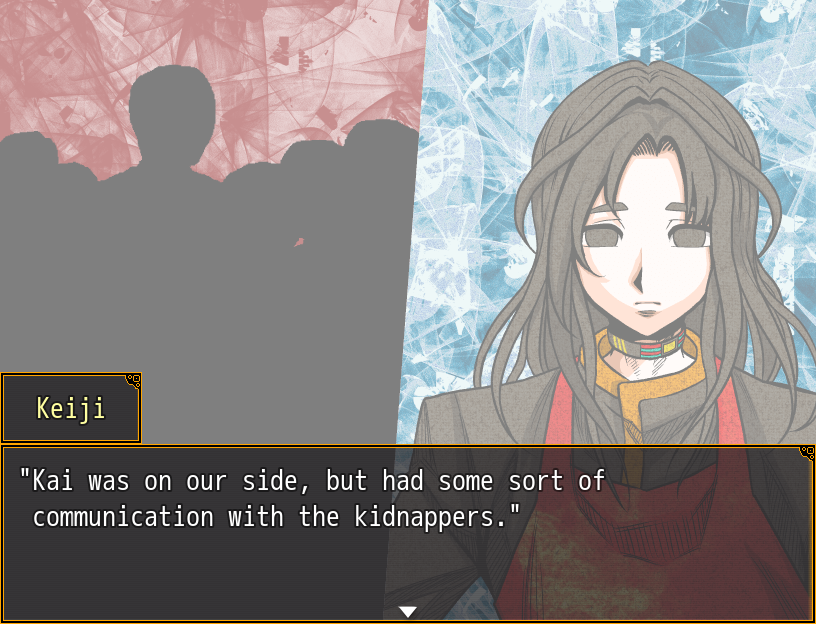 Keiji
"Kai was on our side, but had some sort of
communication with the kidnappers."